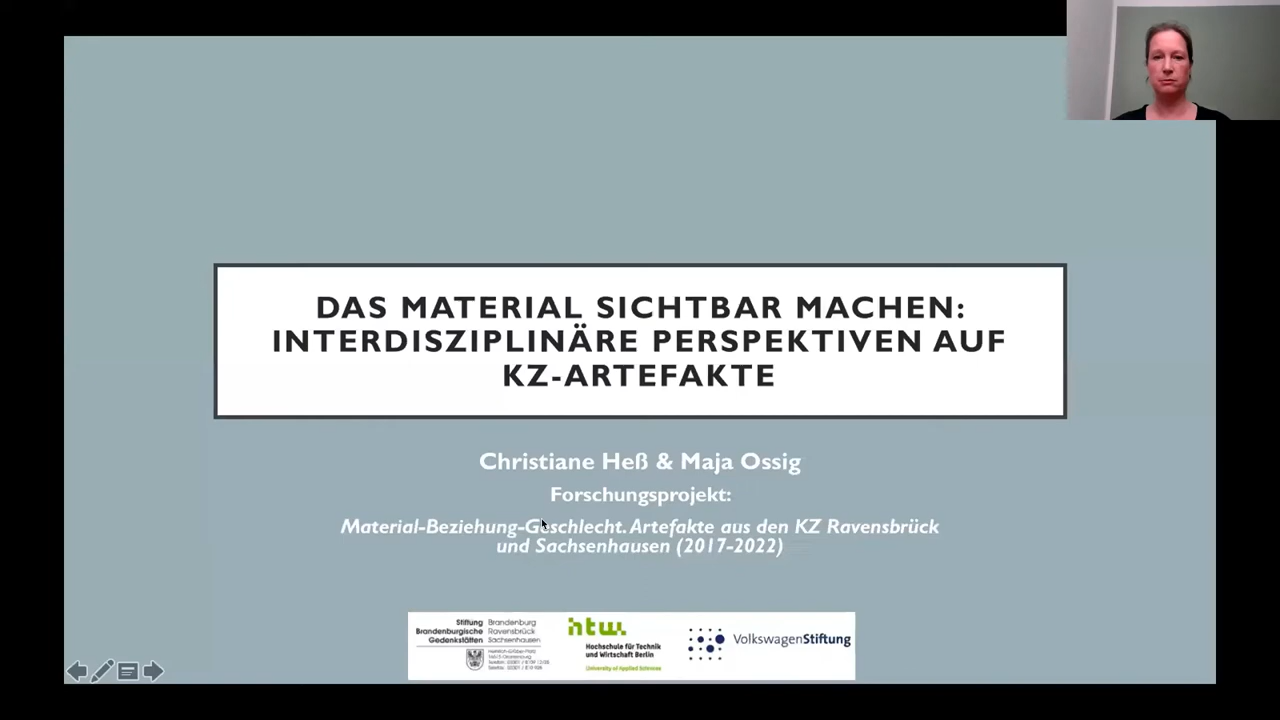 DAS MATERIAL SICHTBAR MACHEN:
INTERDISZIPLINÄRE PERSPEKTIVEN AUF
KZ-ARTEFAKTE
Christiane Heß & Maja Ossig
Forschungsprojekt:
Material-Beziehung-Geschlecht. Artefakte aus den KZ Ravensbrück
und Sachsenhausen (2017-2022)
Stiftung Brandenburg
Brandenburgische Ravensbrück
Gedenkstätten Sachsenhausen
htw.
Hochschule für Technik
und Wirtschaft Berlin
University of Applied Sciences
VolkswagenStiftung